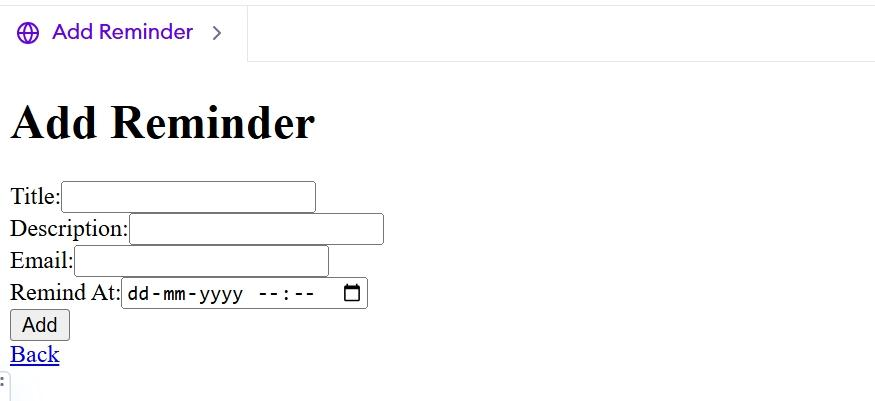 Add Reminder
Add Reminder
Title:
Description:
Email:
Remind At: dd-mm-yyyy --:--
Add
Back